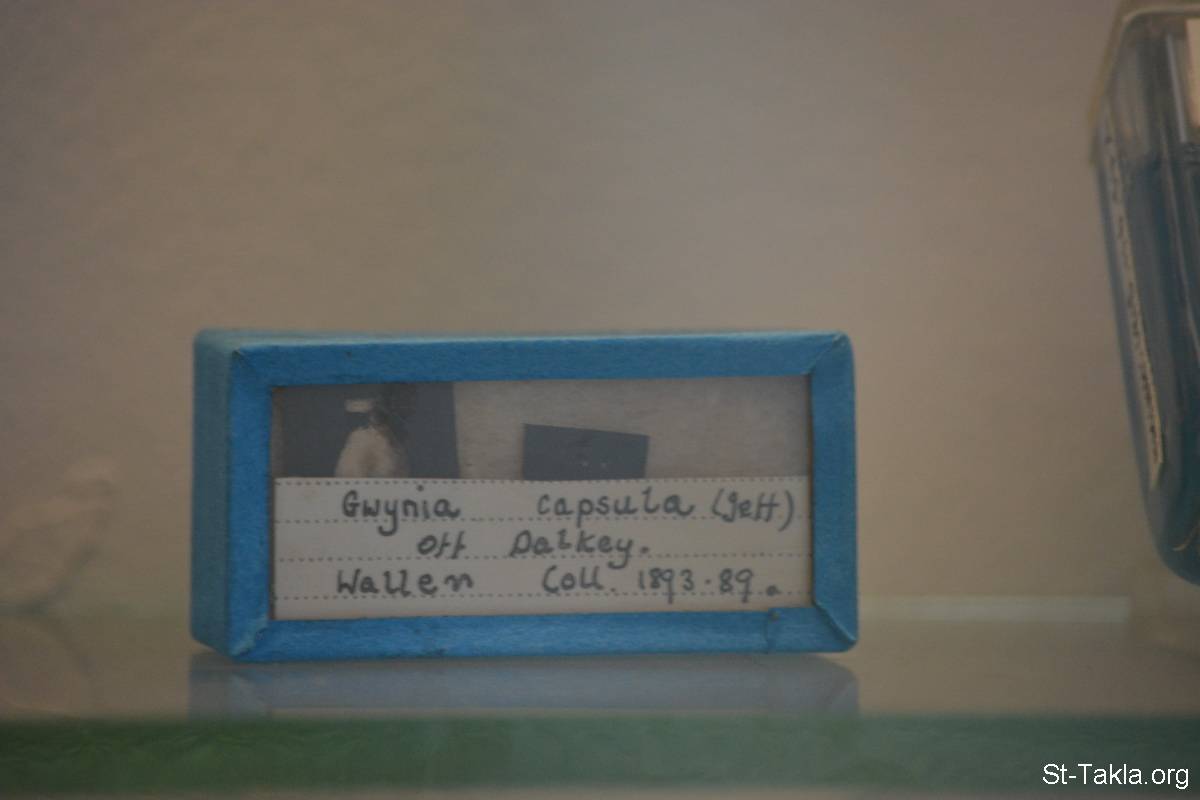 Gwynia capsula (Jeff)
off Dalkey.
Wallen Coll. 1893.89.
St-Takla.org